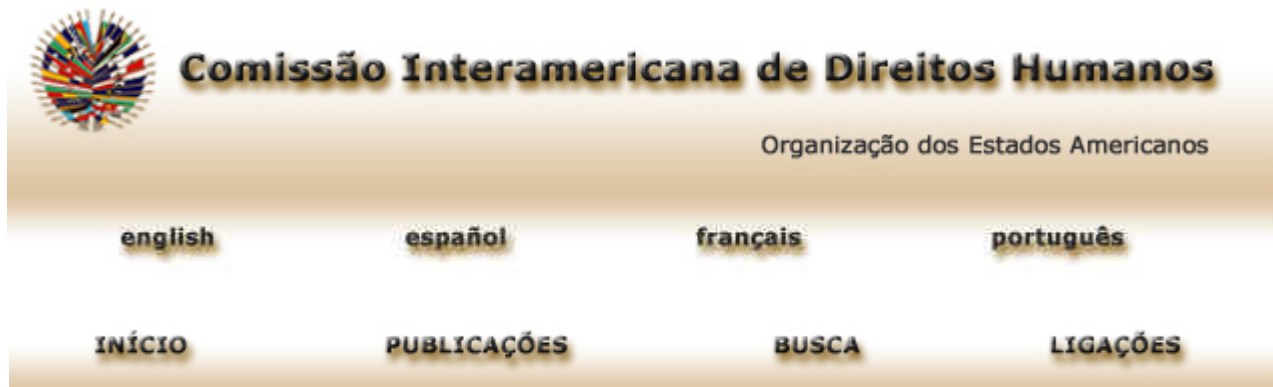 Comissão Interamericana de Direitos Humanos
Organização dos Estados Americanos
english español français português
INÍCIO PUBLICAÇÕES BUSCA LIGAÇÕES